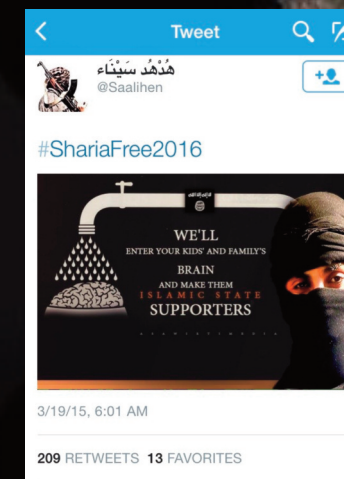 Tweet
هُدْهُد سَيْنَاء
@Saalihen
#ShariaFree2016
WE'LL
ENTER YOUR KIDS' AND FAMILY'S
BRAIN
AND MAKE THEM
ISLAMIC STATE
SUPPORTERS
3/19/15, 6:01 AM
209 RETWEETS 13 FAVORITES